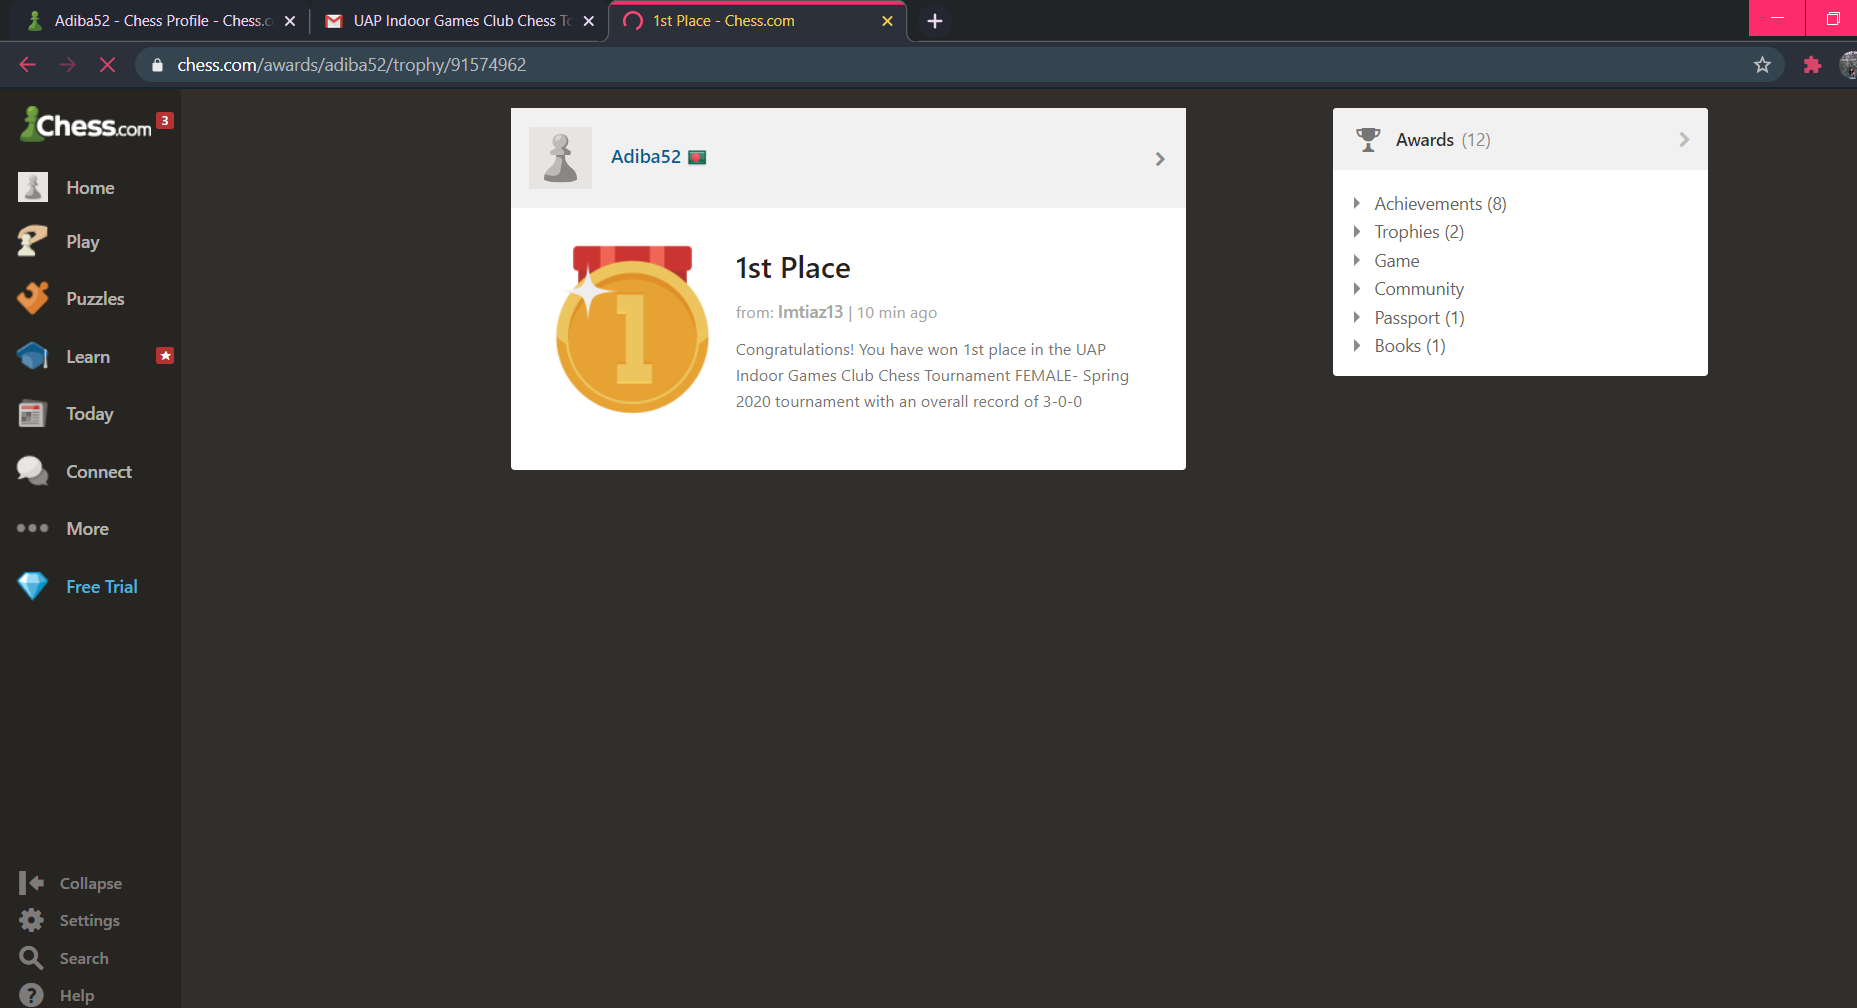 Adiba52 - Chess Profile - Chess.c
UAP Indoor Games Club Chess To
1st Place - Chess.com
chess.com/awards/adiba52/trophy/91574962
Chess.com 3
Home
Play
Puzzles
Learn
Today
Connect
More
Free Trial
Collapse
Settings
Search
Help
Adiba52
1
1st Place
from: Imtiaz13 | 10 min ago
Congratulations! You have won 1st place in the UAP
Indoor Games Club Chess Tournament FEMALE- Spring
2020 tournament with an overall record of 3-0-0
Awards (12)
Achievements (8)
Trophies (2)
Game
Community
Passport (1)
Books (1)